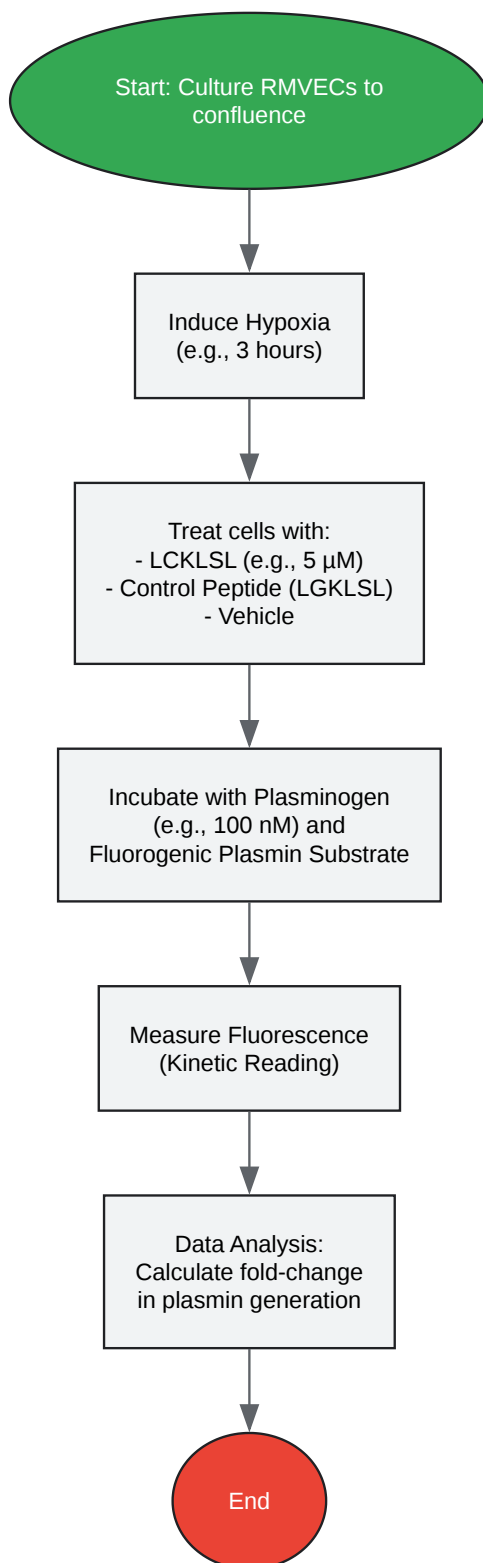 Start: Culture RMVECs to
confluence
Induce Hypoxia
(e.g., 3 hours)
Treat cells with:
- LCKLSL (e.g., 5 µM)
- Control Peptide (LGKLSL)
- Vehicle
Incubate with Plasminogen
(e.g., 100 nM) and
Fluorogenic Plasmin Substrate
Measure Fluorescence
(Kinetic Reading)
Data Analysis:
Calculate fold-change
in plasmin generation
End